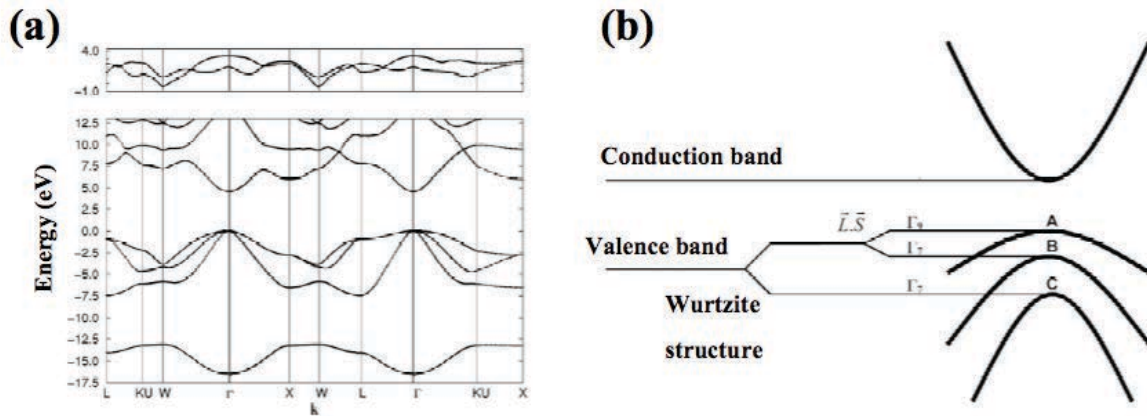 (a)
4.0
-1.0
12.5
10.0
7.5
5.0
2.5
0.0
-2.5
-5.0
-7.5
-10.0
-12.5
-15.0
-17.5
Energy (eV)
L KU W Γ X W L Γ KU X
k
(b)
Conduction band
Valence band
Wurtzite
structure
L̄.S̄
Γ₉ A
Γ₇ B
Γ₇ C